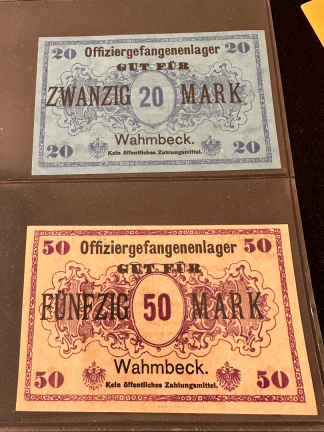 20 Offiziergefangenenlager 20
GUT FÜR
ZWANZIG 20 MARK
Wahmbeck.
20 Kein öffentliches Zahlungsmittel. 20
50 Offiziergefangenenlager 50
GUT FÜR
FÜNFZIG 50 MARK
Wahmbeck.
50 Kein öffentliches Zahlungsmittel. 50